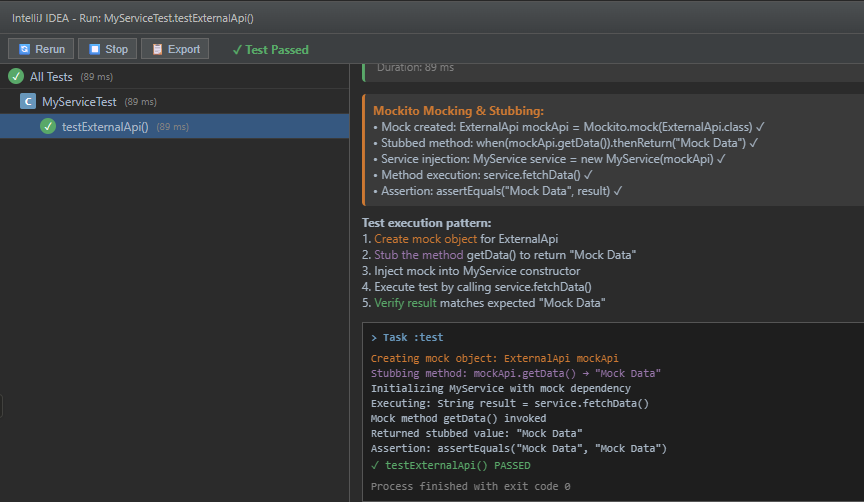 IntelliJ IDEA - Run: MyServiceTest.testExternalApi()
Rerun Stop Export ✓ Test Passed
✓ All Tests (89 ms)
C MyServiceTest (89 ms)
✓ testExternalApi() (89 ms)
Duration: 89 ms
Mockito Mocking & Stubbing:
• Mock created: ExternalApi mockApi = Mockito.mock(ExternalApi.class) ✓
• Stubbed method: when(mockApi.getData()).thenReturn("Mock Data") ✓
• Service injection: MyService service = new MyService(mockApi) ✓
• Method execution: service.fetchData() ✓
• Assertion: assertEquals("Mock Data", result) ✓
Test execution pattern:
1. Create mock object for ExternalApi
2. Stub the method getData() to return "Mock Data"
3. Inject mock into MyService constructor
4. Execute test by calling service.fetchData()
5. Verify result matches expected "Mock Data"
> Task :test
Creating mock object: ExternalApi mockApi
Stubbing method: mockApi.getData() → "Mock Data"
Initializing MyService with mock dependency
Executing: String result = service.fetchData()
Mock method getData() invoked
Returned stubbed value: "Mock Data"
Assertion: assertEquals("Mock Data", "Mock Data")
✓ testExternalApi() PASSED
Process finished with exit code 0